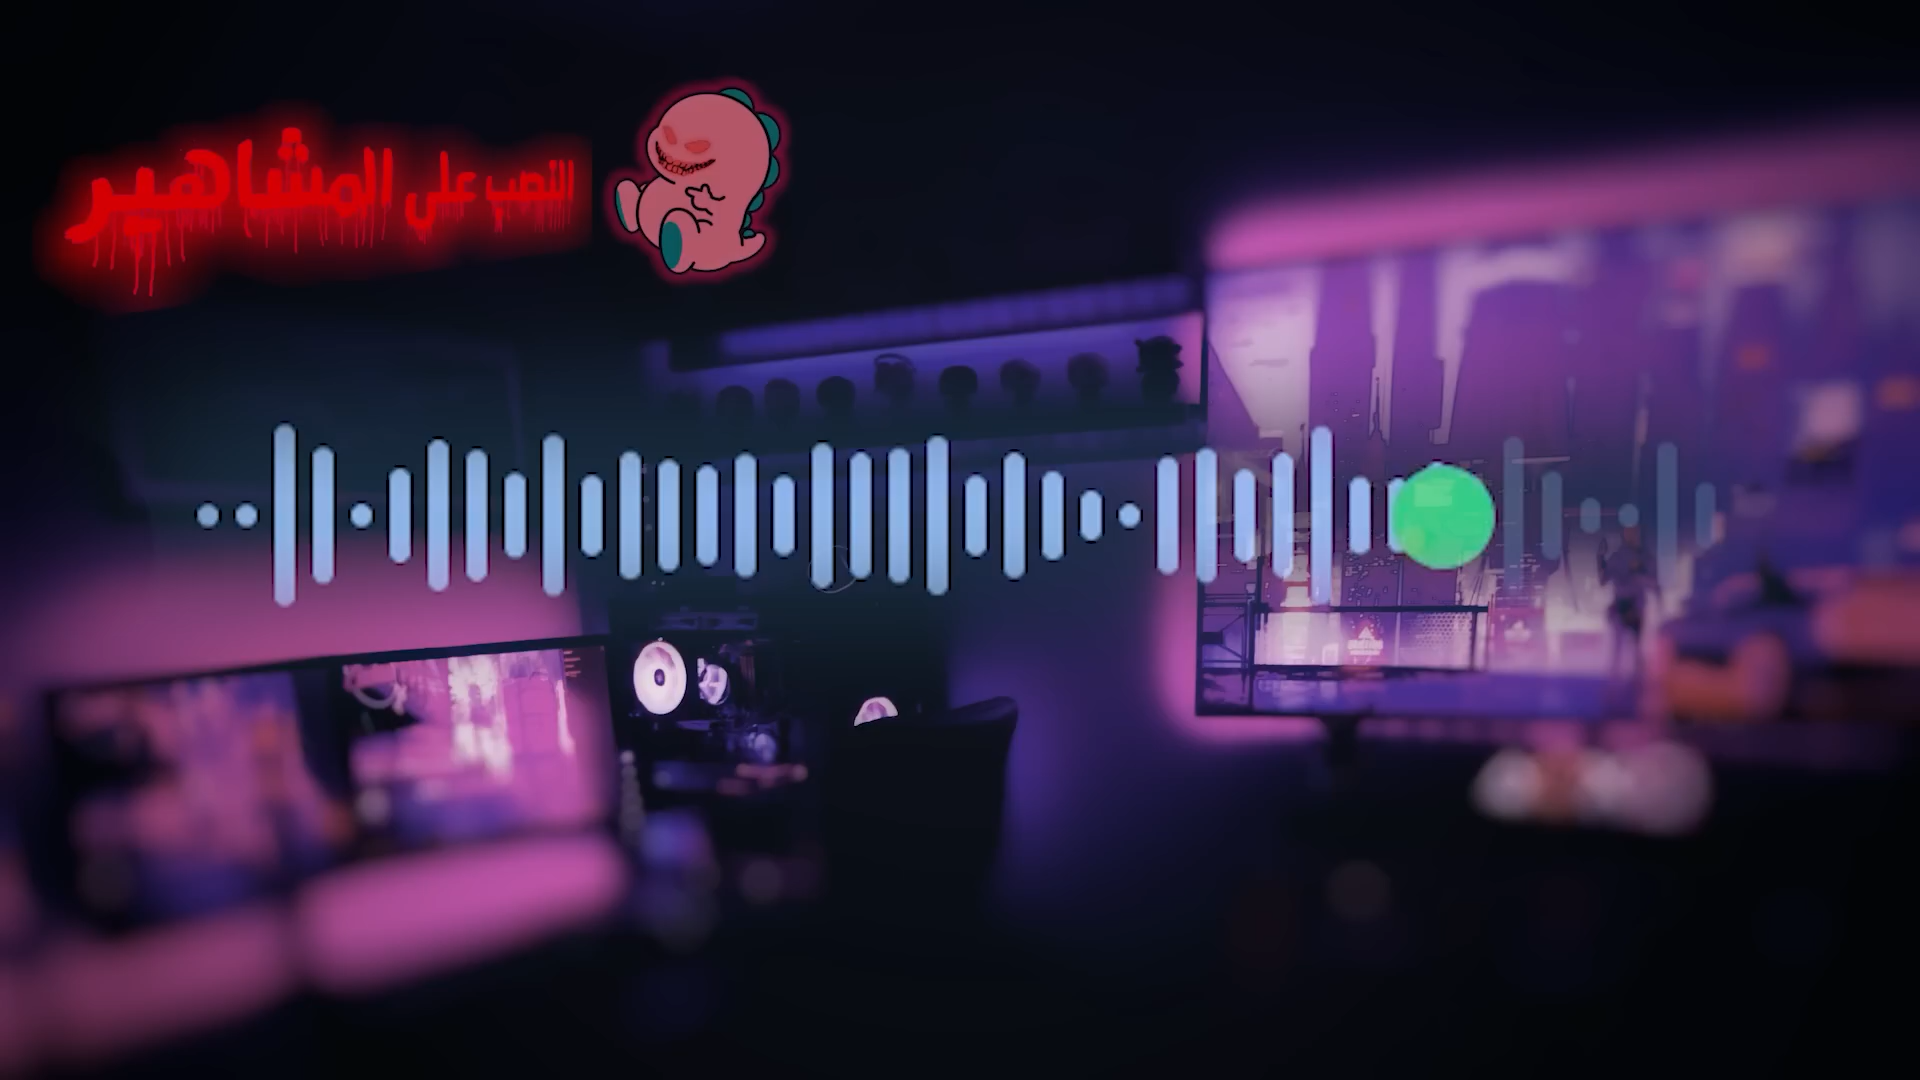 النصب على المشاهير